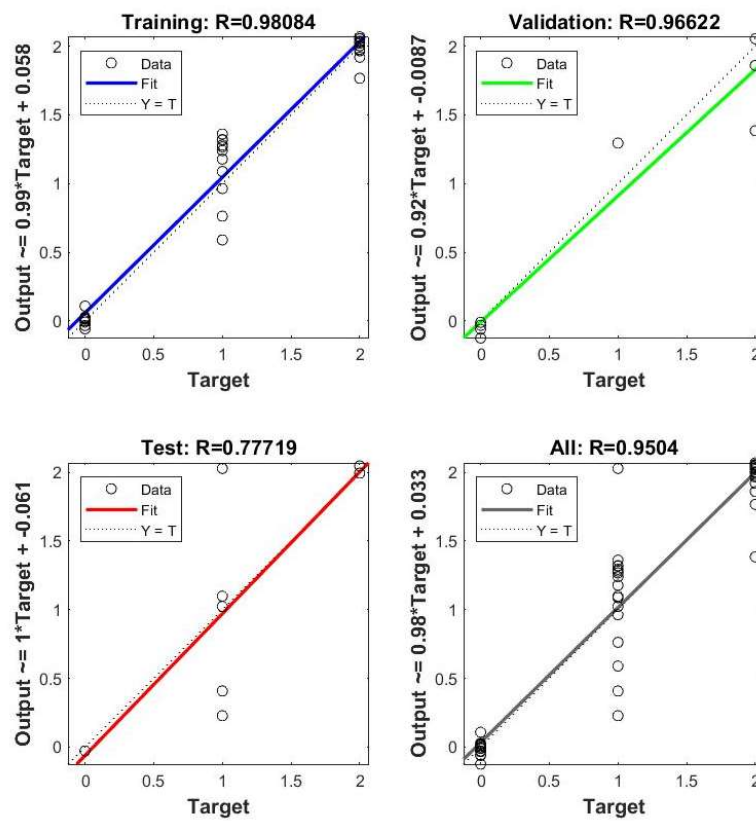 Training: R=0.98084
Output ~= 0.99*Target + 0.058
2
1.5
1
0.5
0
Data
Fit
Y = T
0 0.5 1 1.5 2
Target
Validation: R=0.96622
Output ~= 0.92*Target + -0.0087
2
1.5
1
0.5
0
Data
Fit
Y = T
0 0.5 1 1.5 2
Target
Test: R=0.77719
Output ~= 1*Target + -0.061
2
1.5
1
0.5
0
Data
Fit
Y = T
0 0.5 1 1.5 2
Target
All: R=0.9504
Output ~= 0.98*Target + 0.033
2
1.5
1
0.5
0
Data
Fit
Y = T
0 0.5 1 1.5 2
Target